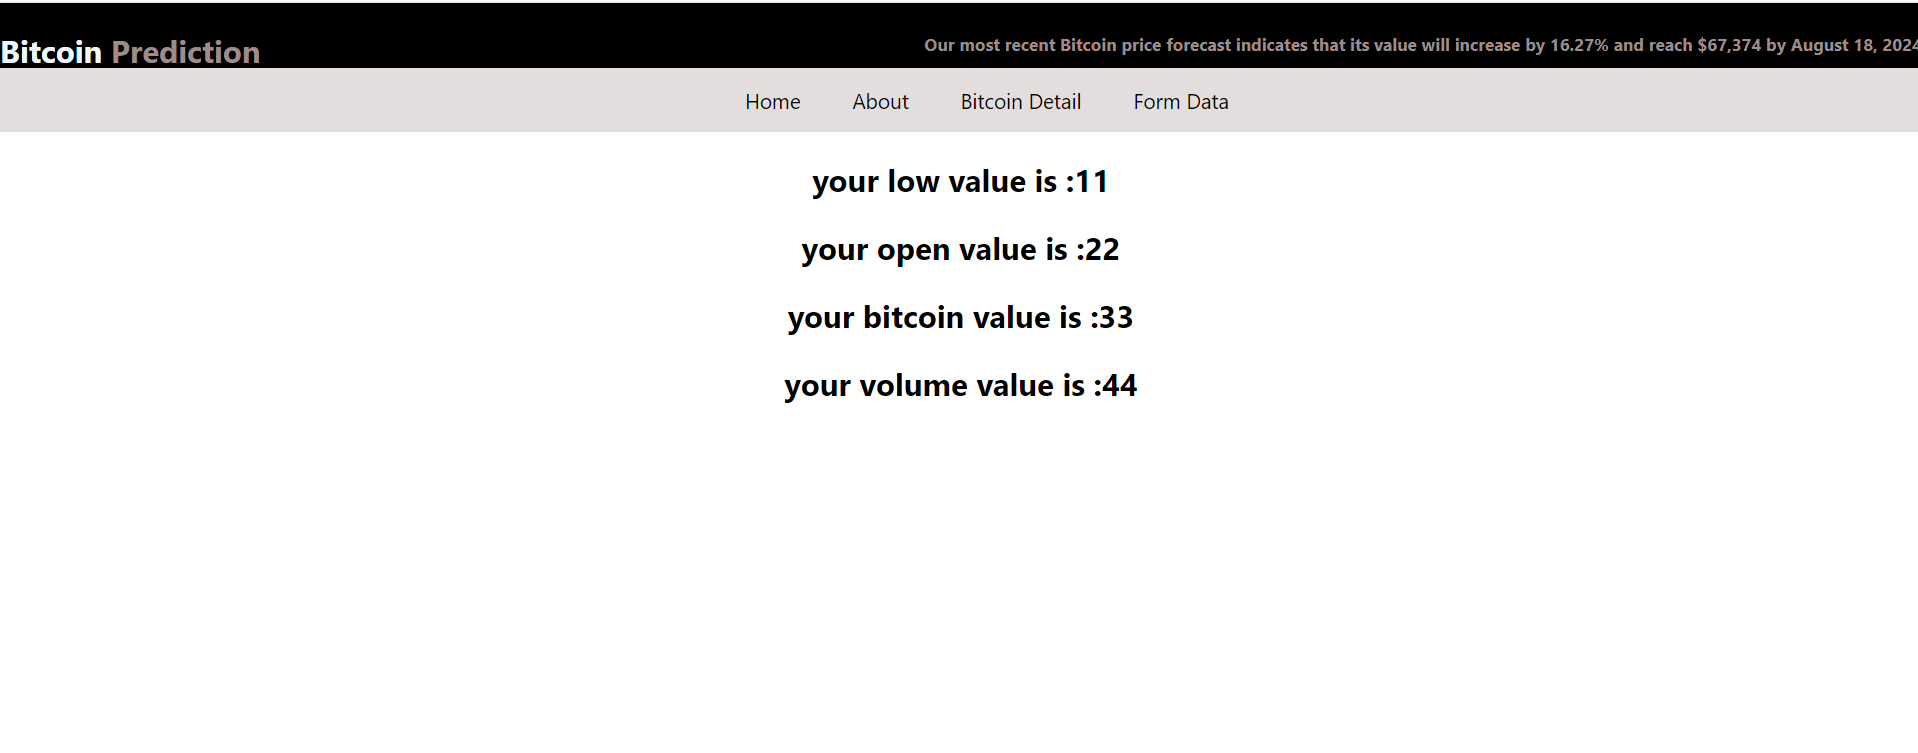 Bitcoin Prediction
Our most recent Bitcoin price forecast indicates that its value will increase by 16.27% and reach $67,374 by August 18, 2024
Home About Bitcoin Detail Form Data
your low value is :11
your open value is :22
your bitcoin value is :33
your volume value is :44